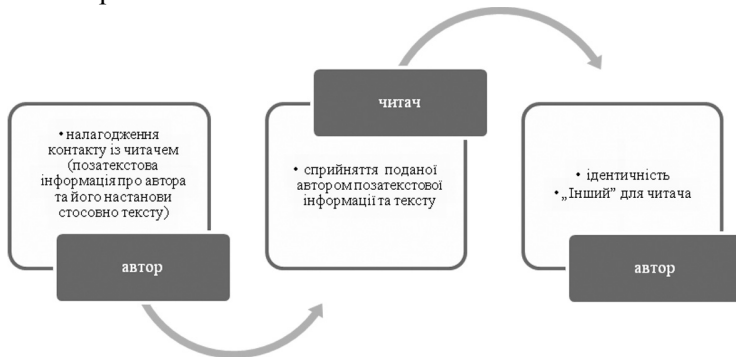 • налагодження
контакту із читачем
(позатекстова
інформація про автора
та його настанови
стосовно тексту)
автор
читач
• сприйняття поданої
автором позатекстової
інформації та тексту
• ідентичність
• „Інший” для читача
автор